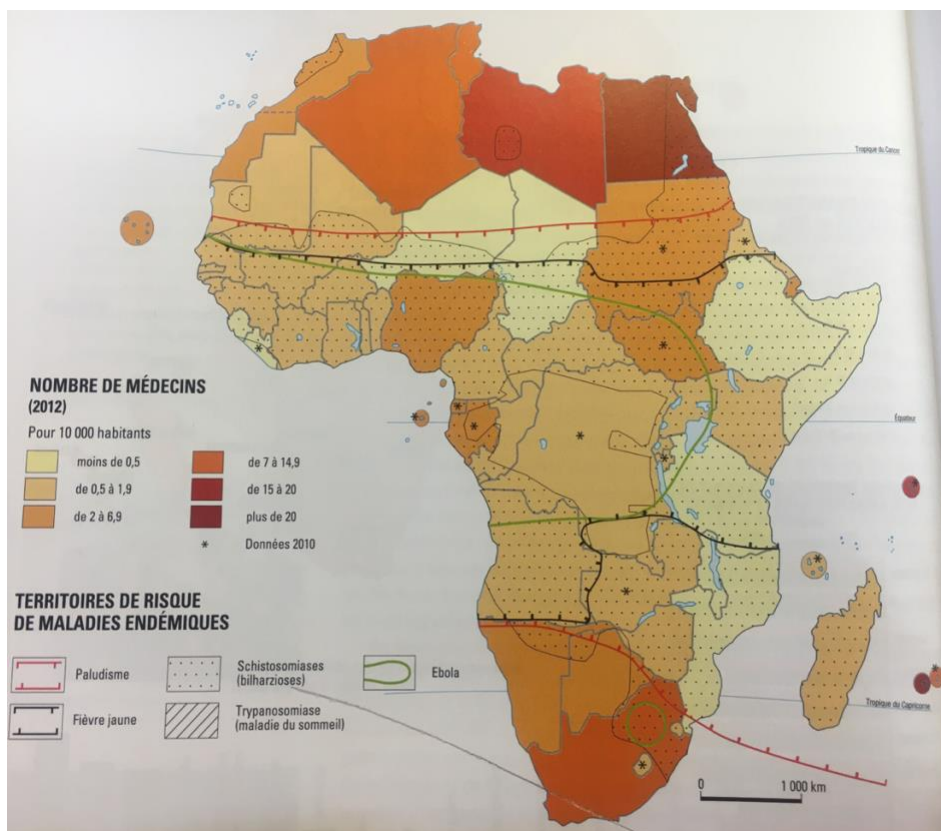 Tropique du Cancer
NOMBRE DE MÉDECINS
(2012)
Pour 10 000 habitants
moins de 0,5
de 0,5 à 1,9
de 2 à 6,9
de 7 à 14,9
de 15 à 20
plus de 20
* Données 2010
Équateur
TERRITOIRES DE RISQUE
DE MALADIES ENDÉMIQUES
Paludisme
Fièvre jaune
Schistosomiases
(bilharzioses)
Trypanosomiase
(maladie du sommeil)
Ebola
Tropique du Capricorne
0 1 000 km